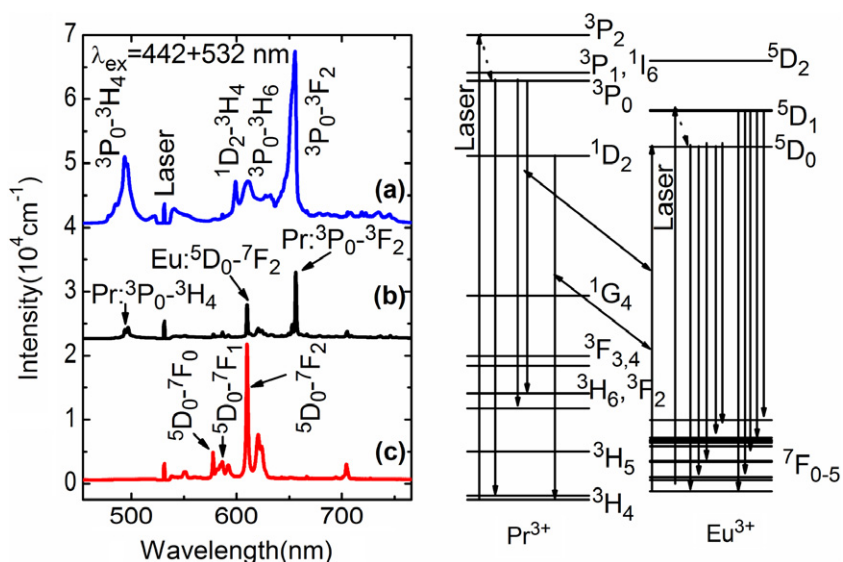 7
6
5
4
3
2
1
0
Intensity(10⁴cm⁻¹)
λex=442+532 nm
³P₀-³H₄
Laser
¹D₂-³H₄
³P₀-³H₆
³P₀-³F₂
(a)
Pr:³P₀-³F₂
Eu:⁵D₀-⁷F₂
Pr:³P₀-³H₄
(b)
⁵D₀-⁷F₀
⁵D₀-⁷F₁
⁵D₀-⁷F₂
(c)
500 600 700
Wavelength(nm)
³P₂
³P₁, ¹I₆
³P₀
¹D₂
¹G₄
³F₃,₄
³H₆,³F₂
³H₅
³H₄
Laser
Pr³⁺
⁵D₂
⁵D₁
⁵D₀
Laser
⁷F₀₋₅
Eu³⁺